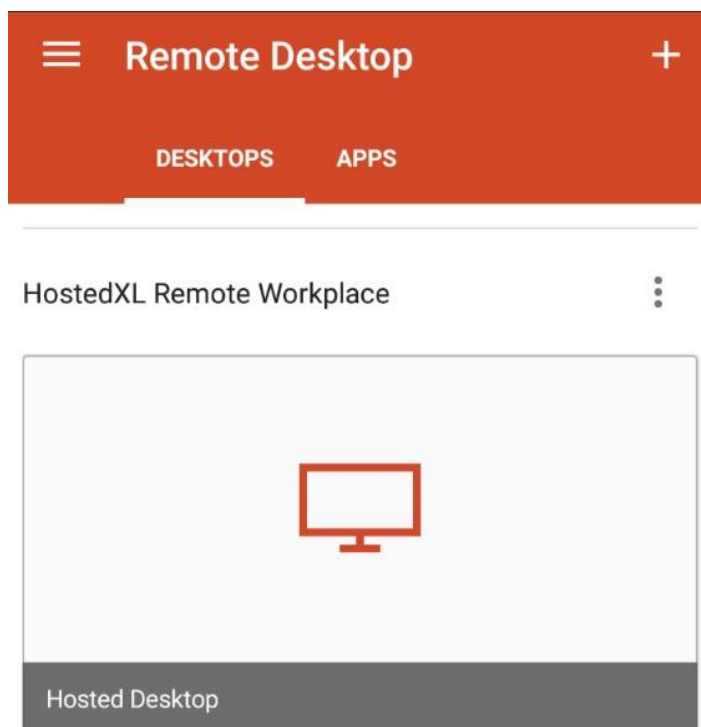 Remote Desktop
DESKTOPS APPS
HostedXL Remote Workplace
Hosted Desktop